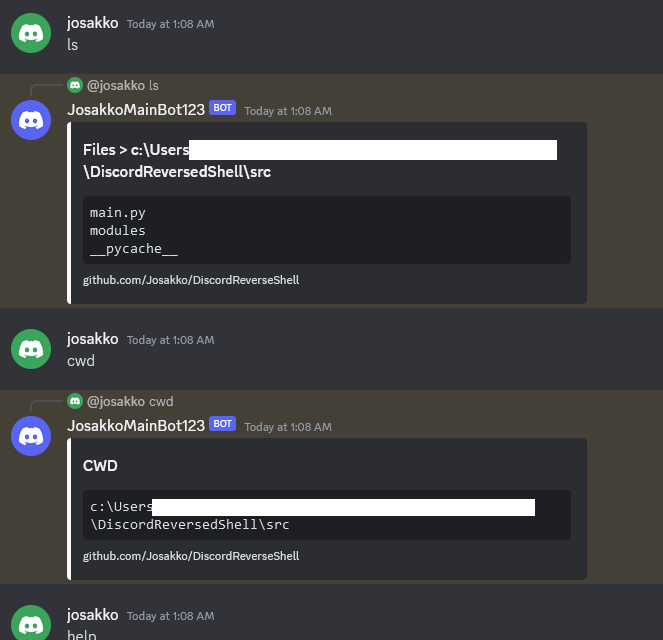 josakko Today at 1:08 AM
ls
@josakko ls
JosakkoMainBot123 BOT Today at 1:08 AM
Files > c:\Users
\DiscordReversedShell\src
main.py
modules
__pycache__
github.com/Josakko/DiscordReverseShell
josakko Today at 1:08 AM
cwd
@josakko cwd
JosakkoMainBot123 BOT Today at 1:08 AM
CWD
c:\Users
\DiscordReversedShell\src
github.com/Josakko/DiscordReverseShell
josakko Today at 1:08 AM
help